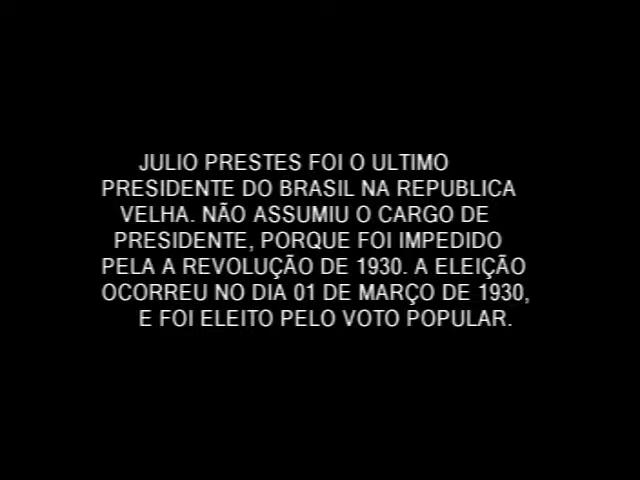 JULIO PRESTES FOI O ULTIMO
PRESIDENTE DO BRASIL NA REPUBLICA
VELHA. NÃO ASSUMIU O CARGO DE
PRESIDENTE, PORQUE FOI IMPEDIDO
PELA A REVOLUÇÃO DE 1930. A ELEIÇÃO
OCORREU NO DIA 01 DE MARÇO DE 1930,
E FOI ELEITO PELO VOTO POPULAR.